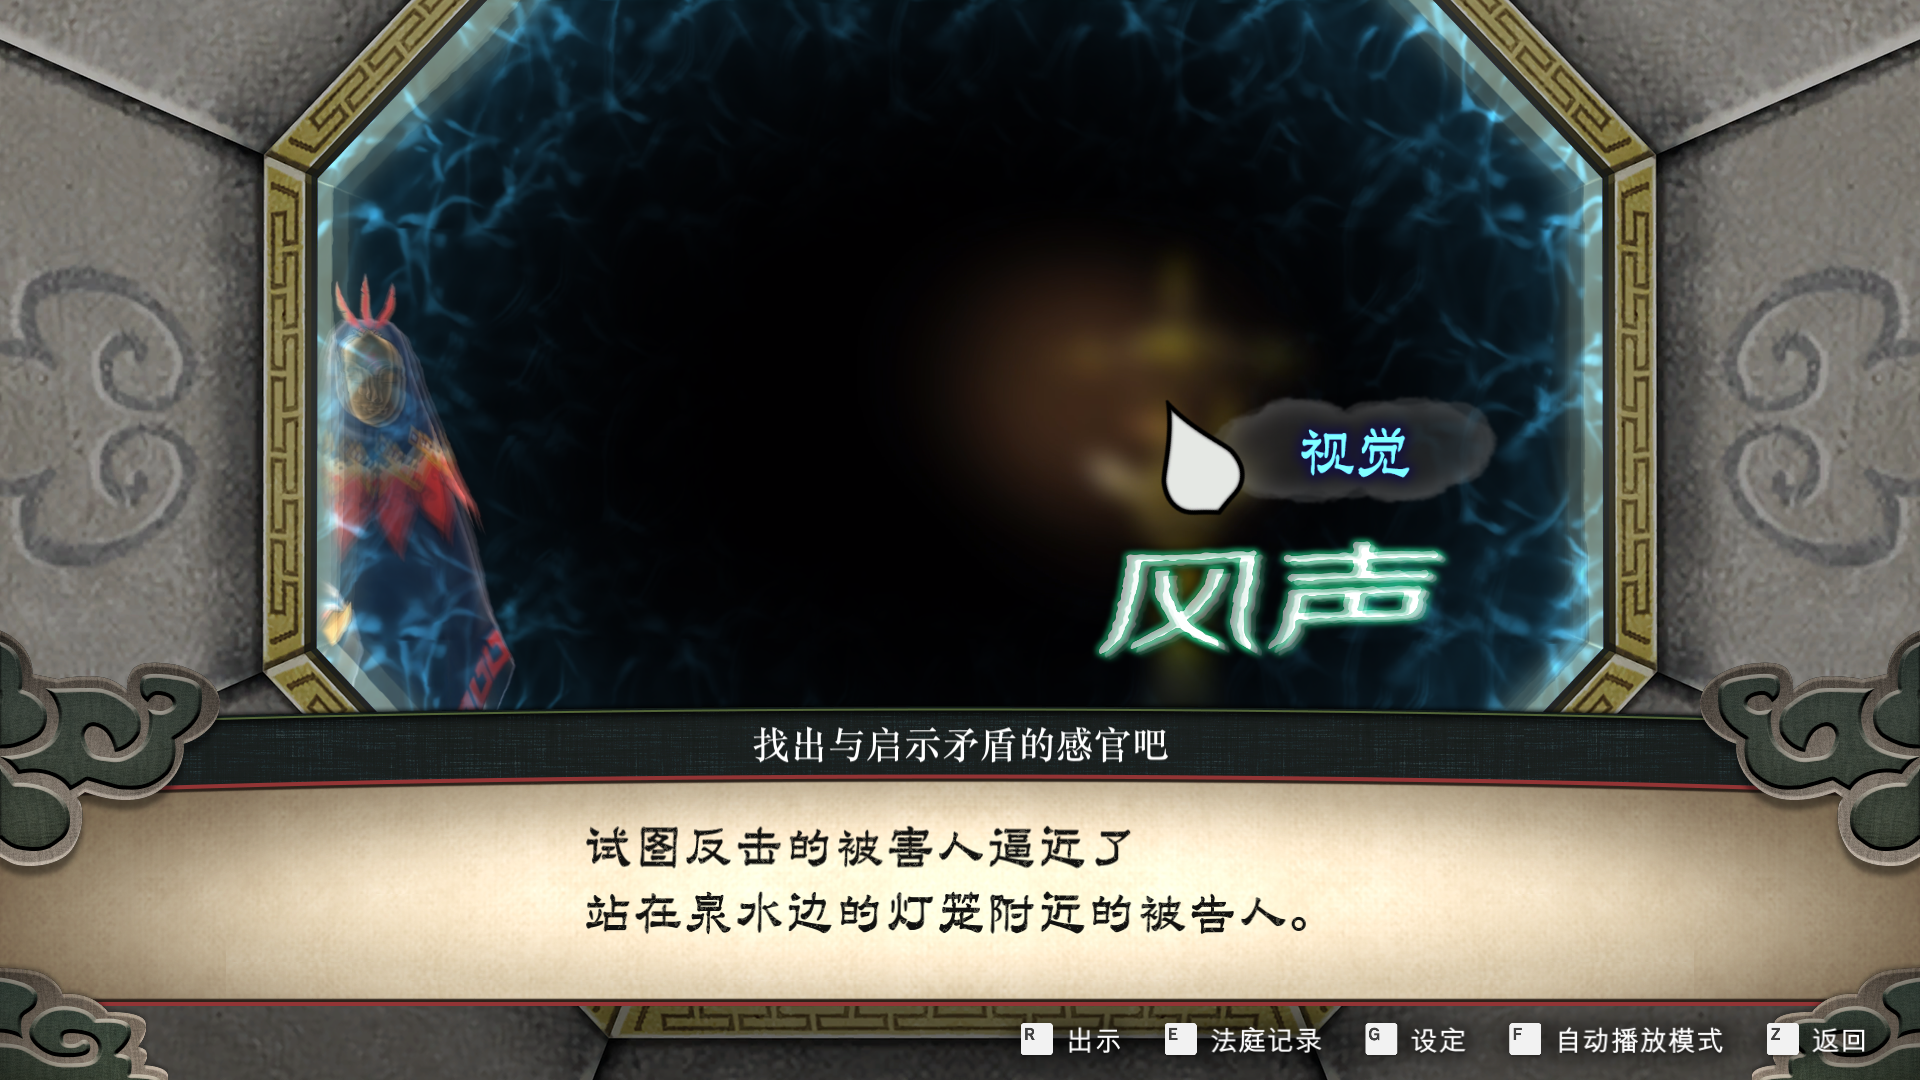 视觉
风声
找出与启示矛盾的感官吧
试图反击的被害人逼近了
站在泉水边的灯笼附近的被告人。
R 出示 E 法庭记录 G 设定 F 自动播放模式 Z 返回